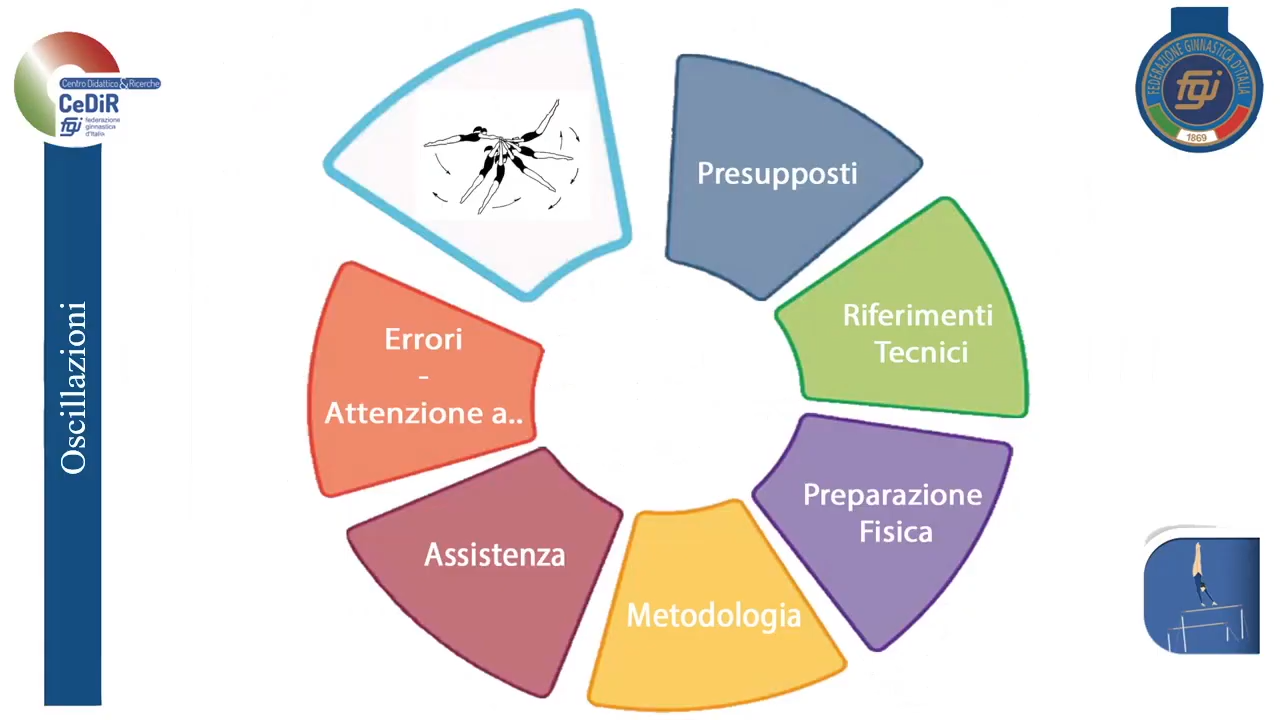 Centro Didattico & Ricerche
CeDiR
fgi federazione
ginnastica
d'Italia
Oscillazioni
Presupposti
Riferimenti
Tecnici
Preparazione
Fisica
Metodologia
Assistenza
Errori
-
Attenzione a..
FEDERAZIONE GINNASTICA D'ITALIA
fgi
1869